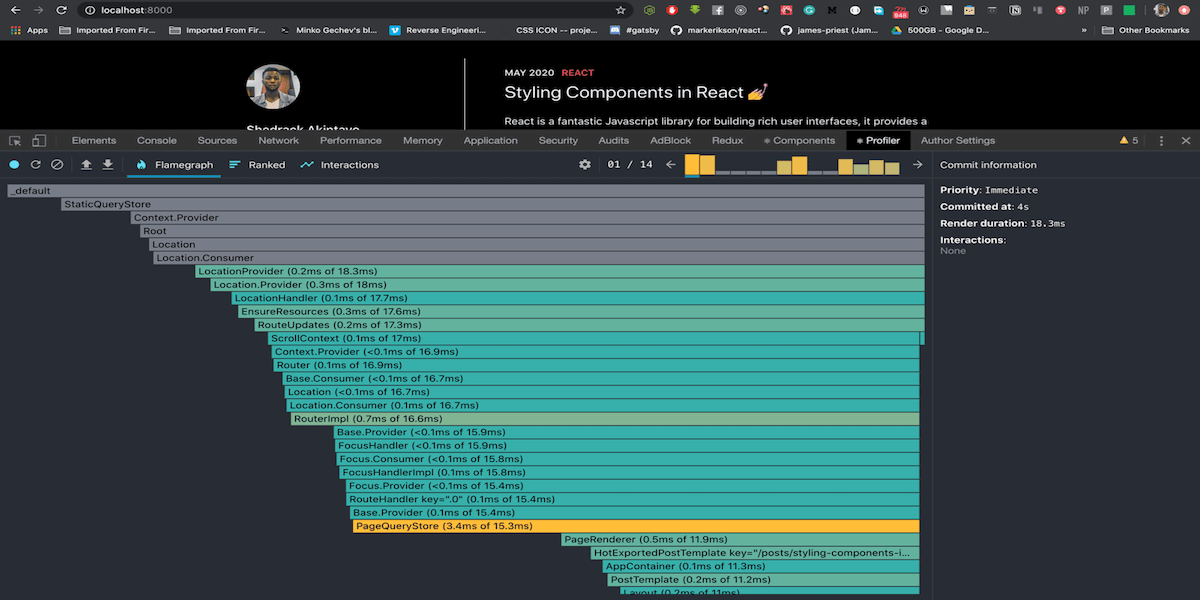 localhost:8000
848
NP
Apps Imported From Fir... Imported From Fir... Minko Gechev's bl... Reverse Engineeri... CSS ICON -- proje... #gatsby markerikson/react... james-priest (Jam... 500GB - Google D... » Other Bookmarks
MAY 2020 REACT
Styling Components in React
Shedrack Akintayo
React is a fantastic Javascript library for building rich user interfaces, it provides a
Elements Console Sources Network Performance Memory Application Security Audits AdBlock Redux Components Profiler Author Settings 5
Flamegraph Ranked Interactions 01 / 14 Commit information
_default
StaticQueryStore
Context.Provider
Root
Location
Location.Consumer
LocationProvider (0.2ms of 18.3ms)
Location.Provider (0.3ms of 18ms)
LocationHandler (0.1ms of 17.7ms)
EnsureResources (0.3ms of 17.6ms)
RouteUpdates (0.2ms of 17.3ms)
ScrollContext (0.1ms of 17ms)
Context.Provider (<0.1ms of 16.9ms)
Router (0.1ms of 16.9ms)
Base.Consumer (<0.1ms of 16.7ms)
Location (<0.1ms of 16.7ms)
Location.Consumer (0.1ms of 16.7ms)
RouterImpl (0.7ms of 16.6ms)
Base.Provider (<0.1ms of 15.9ms)
FocusHandler (<0.1ms of 15.9ms)
Focus.Consumer (<0.1ms of 15.8ms)
FocusHandlerImpl (0.1ms of 15.8ms)
Focus.Provider (<0.1ms of 15.4ms)
RouteHandler key=".0" (0.1ms of 15.4ms)
Base.Provider (0.1ms of 15.4ms)
PageQueryStore (3.4ms of 15.3ms)
PageRenderer (0.5ms of 11.9ms)
HotExportedPostTemplate key="/posts/styling-components-i...
AppContainer (0.1ms of 11.3ms)
PostTemplate (0.2ms of 11.2ms)
Layout (0.2ms of 11ms)
Priority: Immediate
Committed at: 4s
Render duration: 18.3ms
Interactions:
None